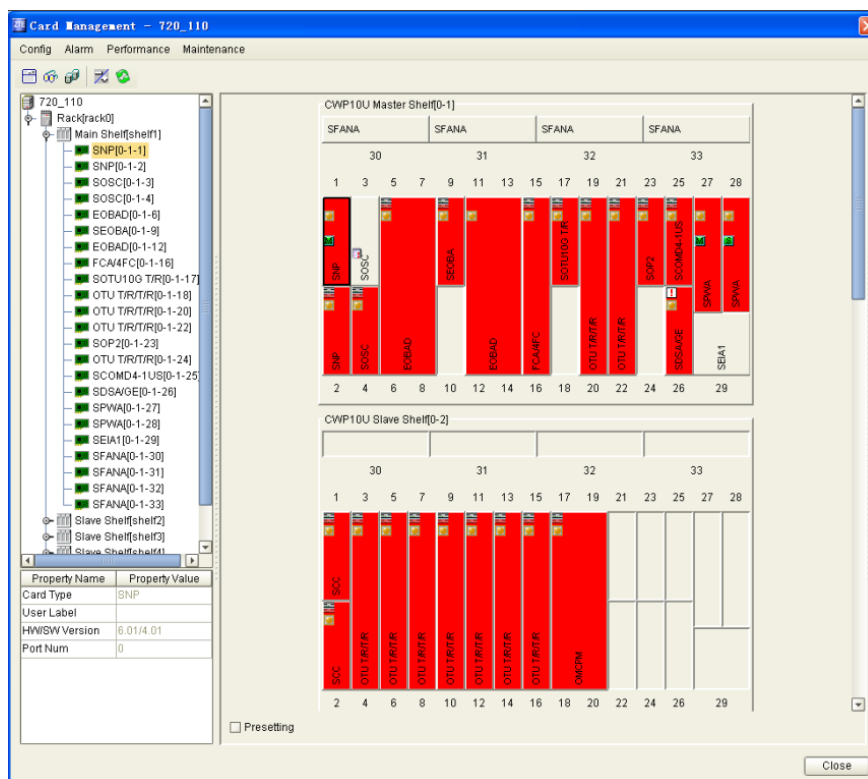 Card Management - 720_110
Config Alarm Performance Maintenance
720_110
Rack[rack0]
Main Shelf[shelf1]
SNP[0-1-1]
SNP[0-1-2]
SOSC[0-1-3]
SOSC[0-1-4]
EOBAD[0-1-6]
SEOBA[0-1-9]
EOBAD[0-1-12]
FCA/4FC[0-1-16]
SOTU10G T/R[0-1-17]
OTU T/R/T/R[0-1-18]
OTU T/R/T/R[0-1-20]
OTU T/R/T/R[0-1-22]
SOP2[0-1-23]
OTU T/R/T/R[0-1-24]
SCOMD4-1US[0-1-25]
SDSA/GE[0-1-26]
SPWA[0-1-27]
SPWA[0-1-28]
SEIA1[0-1-29]
SFANA[0-1-30]
SFANA[0-1-31]
SFANA[0-1-32]
SFANA[0-1-33]
Slave Shelf[shelf2]
Slave Shelf[shelf3]
Slave Shelf[shelf4]
Property Name Property Value
Card Type SNP
User Label
HW/SW Version 6.01/4.01
Port Num 0
CWP10U Master Shelf[0-1]
SFANA SFANA SFANA SFANA
30 31 32 33
1 3 5 7 9 11 13 15 17 19 21 23 25 27 28
SNP SOSC SEOBA SOTU10G T/R SOP2 SCOMD4-1US SPWA SPWA
SNP SOSC EOBAD EOBAD FCA/4FC OTU T/R/T/R OTU T/R/T/R SDSA/GE SEIA1
2 4 6 8 10 12 14 16 18 20 22 24 26 29
CWP10U Slave Shelf[0-2]
30 31 32 33
1 3 5 7 9 11 13 15 17 19 21 23 25 27 28
SCC
SCC OTU T/R/T/R OTU T/R/T/R OTU T/R/T/R OTU T/R/T/R OTU T/R/T/R OTU T/R/T/R OTU T/R/T/R OMCPM
2 4 6 8 10 12 14 16 18 20 22 24 26 29
Presetting
Close